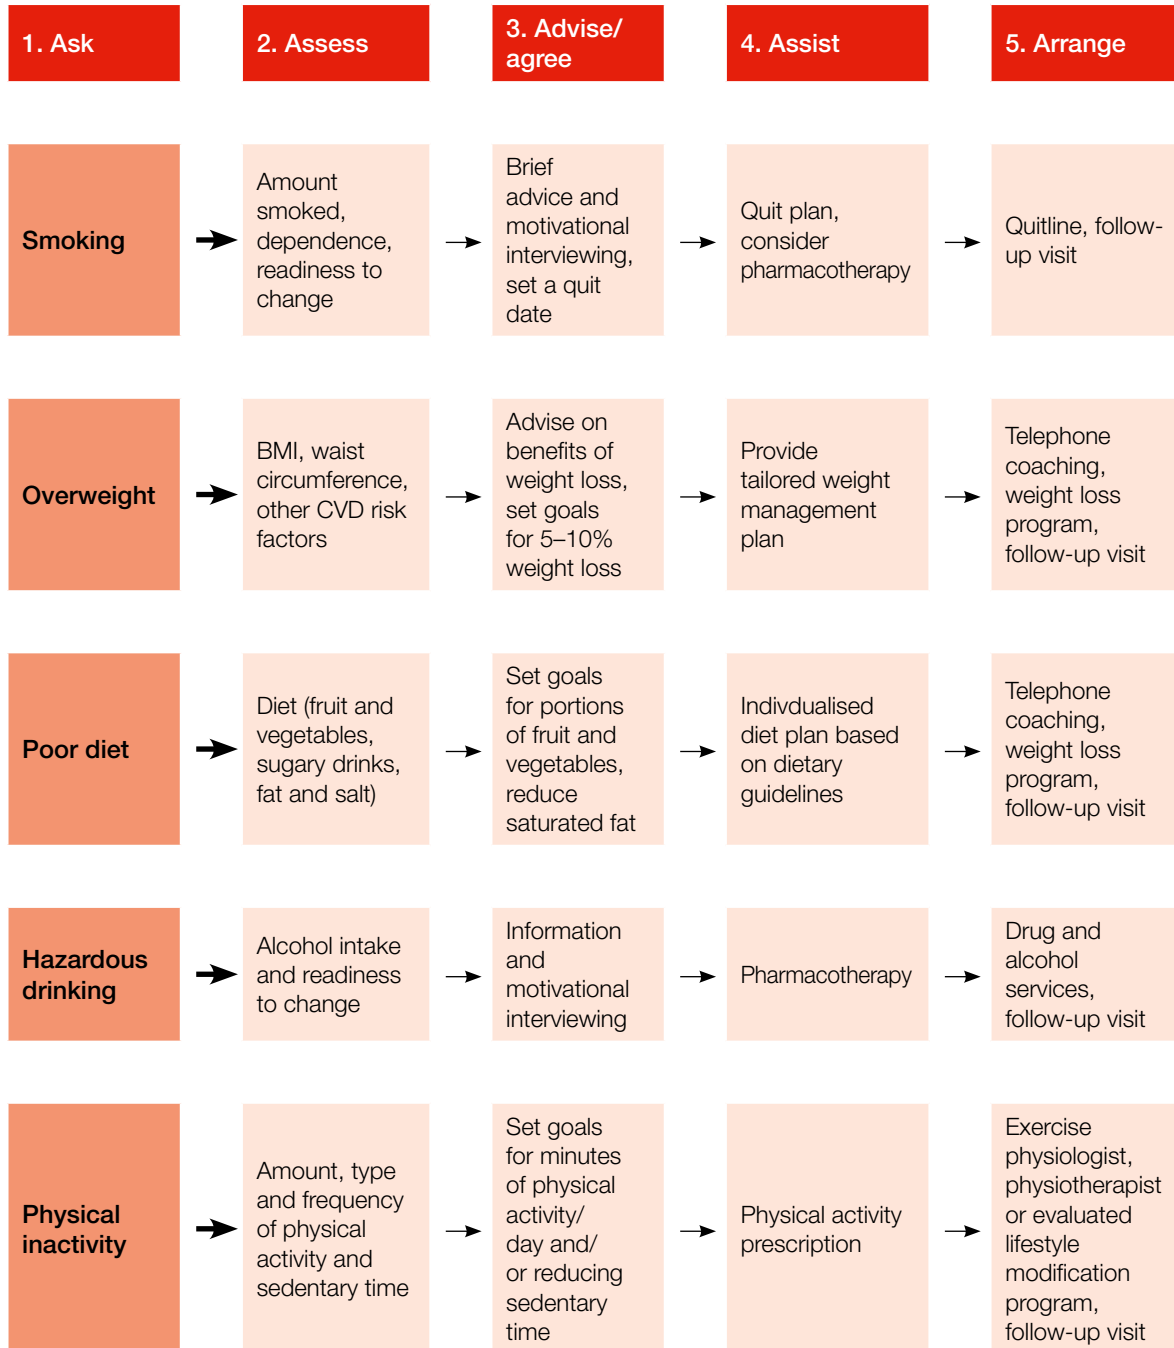 1. Ask
2. Assess
3. Advise/
agree
4. Assist
5. Arrange
Smoking
Amount
smoked,
dependence,
readiness to
change
Brief
advice and
motivational
interviewing,
set a quit
date
Quit plan,
consider
pharmacotherapy
Quitline, follow-
up visit
Overweight
BMI, waist
circumference,
other CVD risk
factors
Advise on
benefits of
weight loss,
set goals
for 5–10%
weight loss
Provide
tailored weight
management
plan
Telephone
coaching,
weight loss
program,
follow-up visit
Poor diet
Diet (fruit and
vegetables,
sugary drinks,
fat and salt)
Set goals
for portions
of fruit and
vegetables,
reduce
saturated fat
Indivdualised
diet plan based
on dietary
guidelines
Telephone
coaching,
weight loss
program,
follow-up visit
Hazardous
drinking
Alcohol intake
and readiness
to change
Information
and
motivational
interviewing
Pharmacotherapy
Drug and
alcohol
services,
follow-up visit
Physical
inactivity
Amount, type
and frequency
of physical
activity and
sedentary time
Set goals
for minutes
of physical
activity/
day and/
or reducing
sedentary
time
Physical activity
prescription
Exercise
physiologist,
physiotherapist
or evaluated
lifestyle
modification
program,
follow-up visit